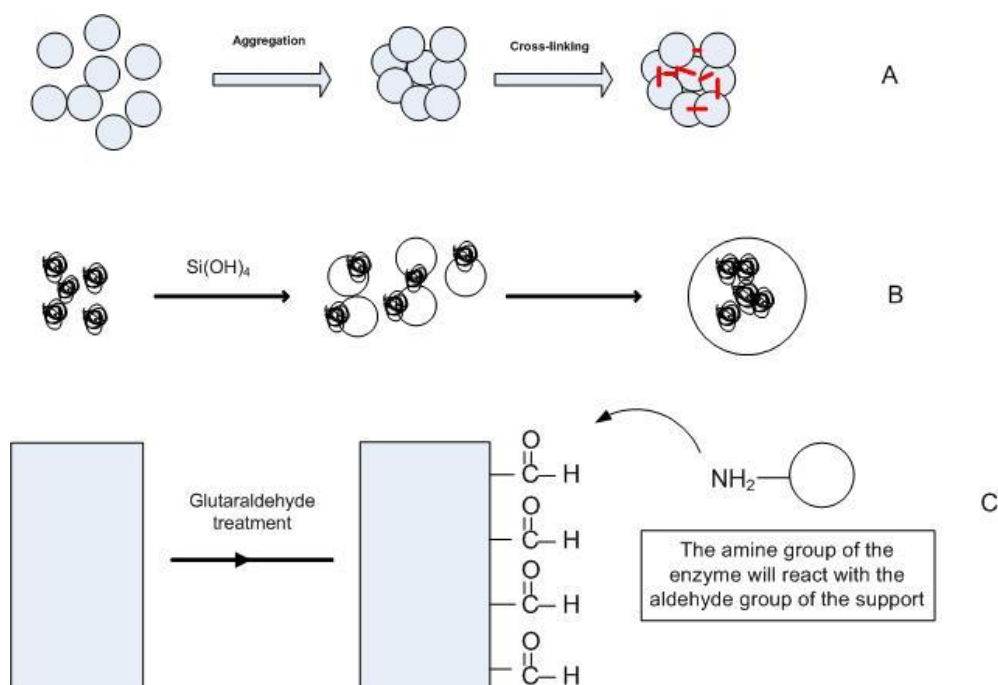 Aggregation
Cross-linking
A
Si(OH)4
B
O
C
H
O
C
H
O
C
H
O
C
H
Glutaraldehyde
treatment
NH2
C
The amine group of the
enzyme will react with the
aldehyde group of the support